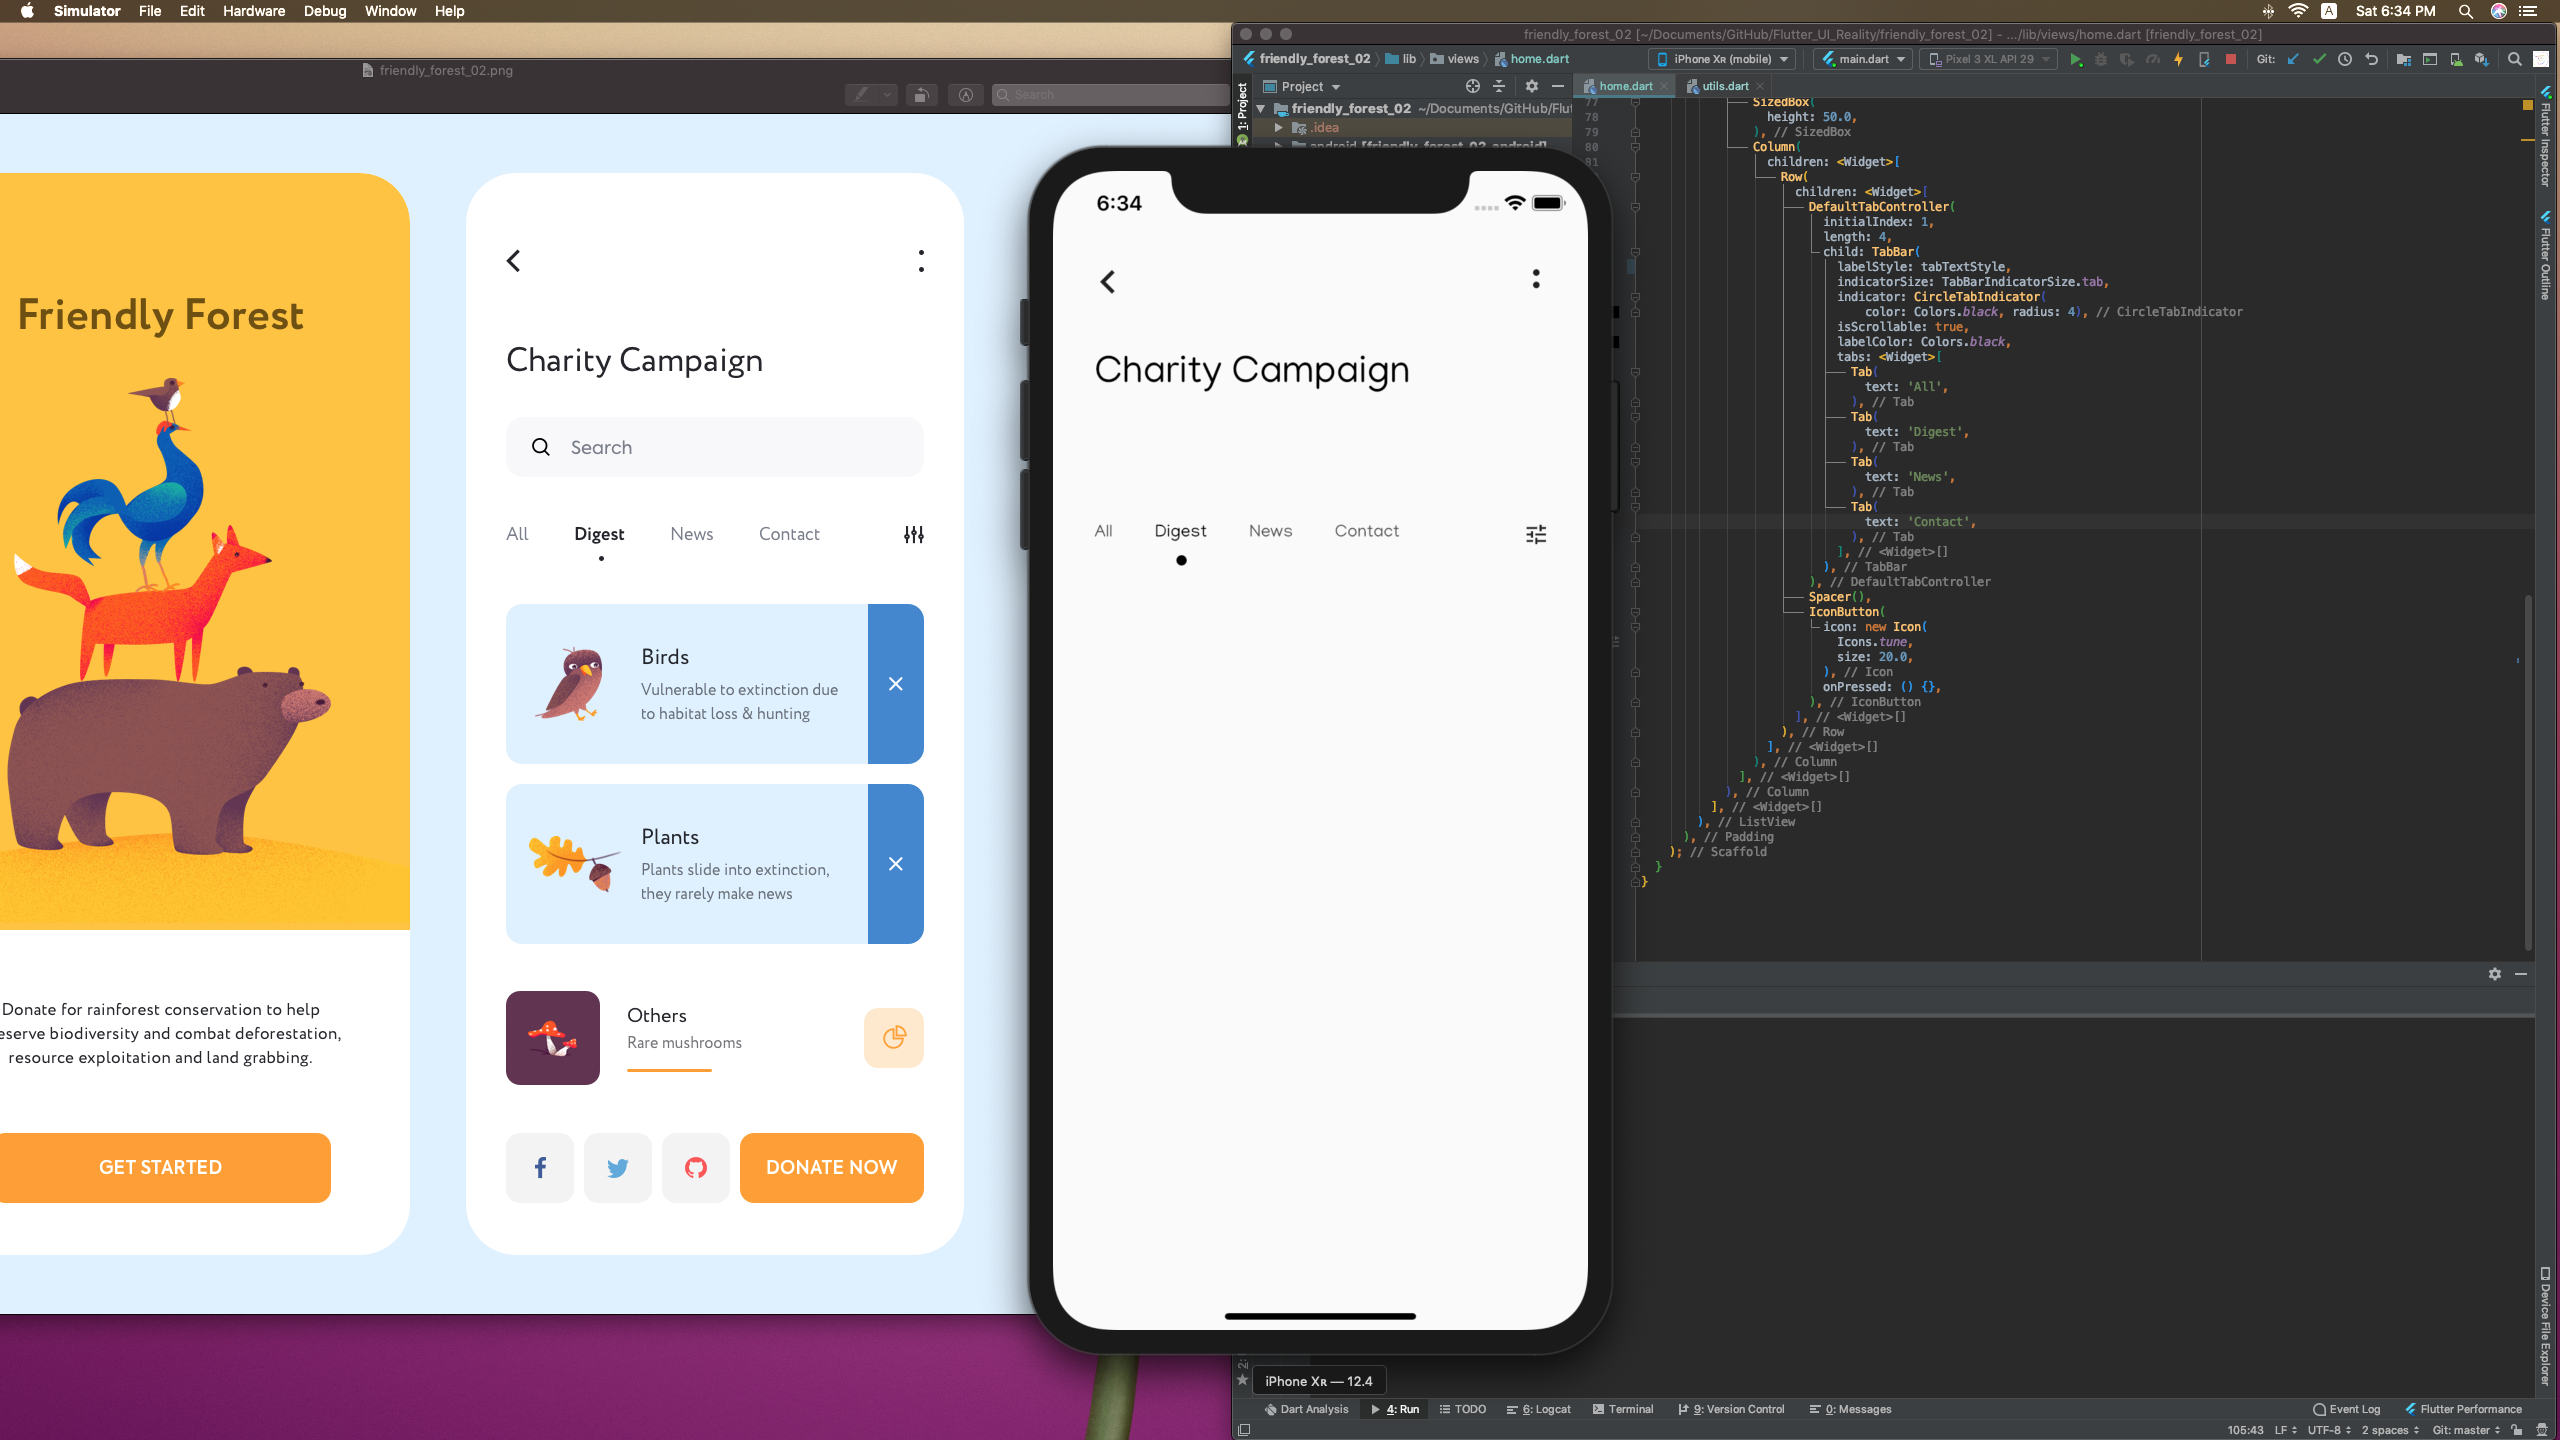 Simulator File Edit Hardware Debug Window Help
A Sat 6:34 PM
friendly_forest_02.png
Search
Friendly Forest
Donate for rainforest conservation to help
eserve biodiversity and combat deforestation,
resource exploitation and land grabbing.
GET STARTED
Charity Campaign
Search
All Digest News Contact
Birds
Vulnerable to extinction due
to habitat loss & hunting
Plants
Plants slide into extinction,
they rarely make news
Others
Rare mushrooms
DONATE NOW
6:34
Charity Campaign
All Digest News Contact
iPhone Xʀ — 12.4
friendly_forest_02 [~/Documents/GitHub/Flutter_UI_Reality/friendly_forest_02] - .../lib/views/home.dart [friendly_forest_02]
friendly_forest_02 lib views home.dart
iPhone Xʀ (mobile) main.dart Pixel 3 XL API 29 Git:
1: Project
Project
home.dart utils.dart
friendly_forest_02 ~/Documents/GitHub/Flut
.idea
android [friendly_forest_02_android]
77 SizedBox(
78 height: 50.0,
79 ), // SizedBox
80 Column(
81 children: <Widget>[
Row(
children: <Widget>[
DefaultTabController(
initialIndex: 1,
length: 4,
child: TabBar(
labelStyle: tabTextStyle,
indicatorSize: TabBarIndicatorSize.tab,
indicator: CircleTabIndicator(
color: Colors.black, radius: 4), // CircleTabIndicator
isScrollable: true,
labelColor: Colors.black,
tabs: <Widget>[
Tab(
text: 'All',
), // Tab
Tab(
text: 'Digest',
), // Tab
Tab(
text: 'News',
), // Tab
Tab(
text: 'Contact',
), // Tab
], // <Widget>[]
), // TabBar
), // DefaultTabController
Spacer(),
IconButton(
icon: new Icon(
Icons.tune,
size: 20.0,
), // Icon
onPressed: () {},
), // IconButton
], // <Widget>[]
), // Row
], // <Widget>[]
), // Column
], // <Widget>[]
), // Column
], // <Widget>[]
), // ListView
), // Padding
); // Scaffold
}
}
Flutter Inspector
Flutter Outline
Device File Explorer
2:
Dart Analysis 4: Run TODO 6: Logcat Terminal 9: Version Control 0: Messages
Event Log Flutter Performance
105:43 LF UTF-8 2 spaces Git: master